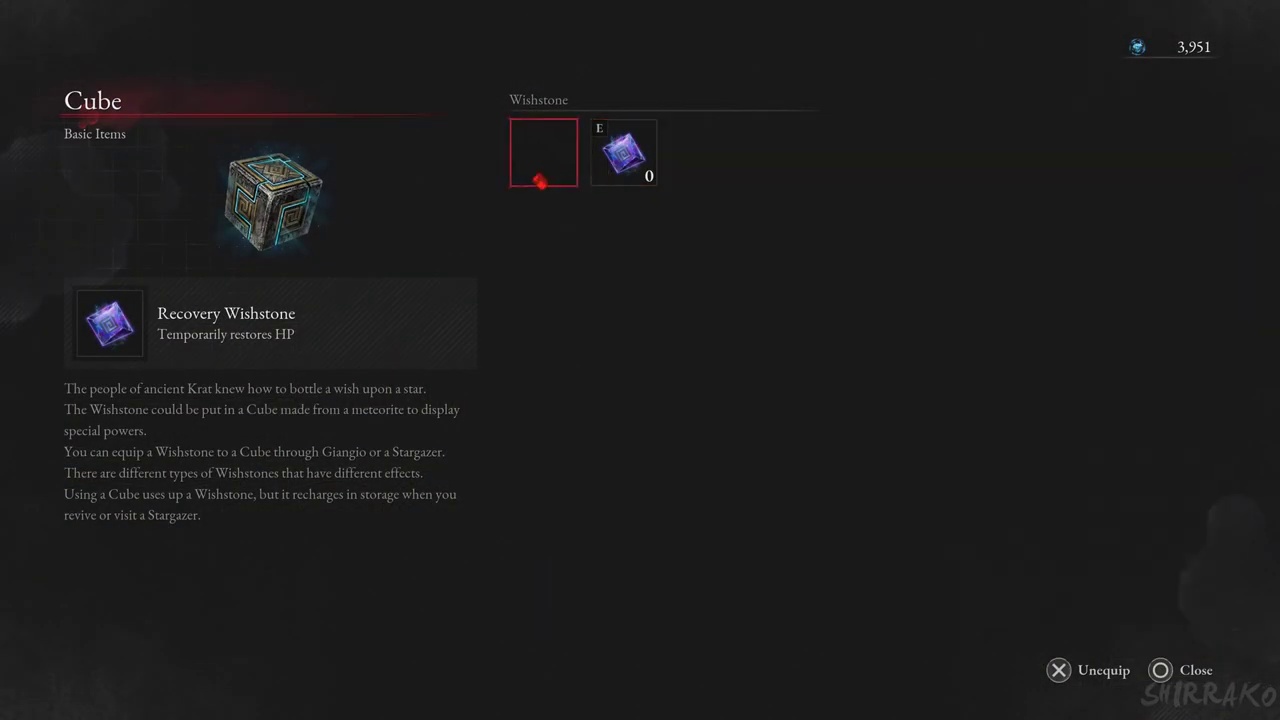 3,951
Cube
Basic Items
Wishstone
E
0
Recovery Wishstone
Temporarily restores HP
The people of ancient Krat knew how to bottle a wish upon a star.
The Wishstone could be put in a Cube made from a meteorite to display
special powers.
You can equip a Wishstone to a Cube through Giangio or a Stargazer.
There are different types of Wishstones that have different effects.
Using a Cube uses up a Wishstone, but it recharges in storage when you
revive or visit a Stargazer.
Unequip
Close
SHIRRAKO